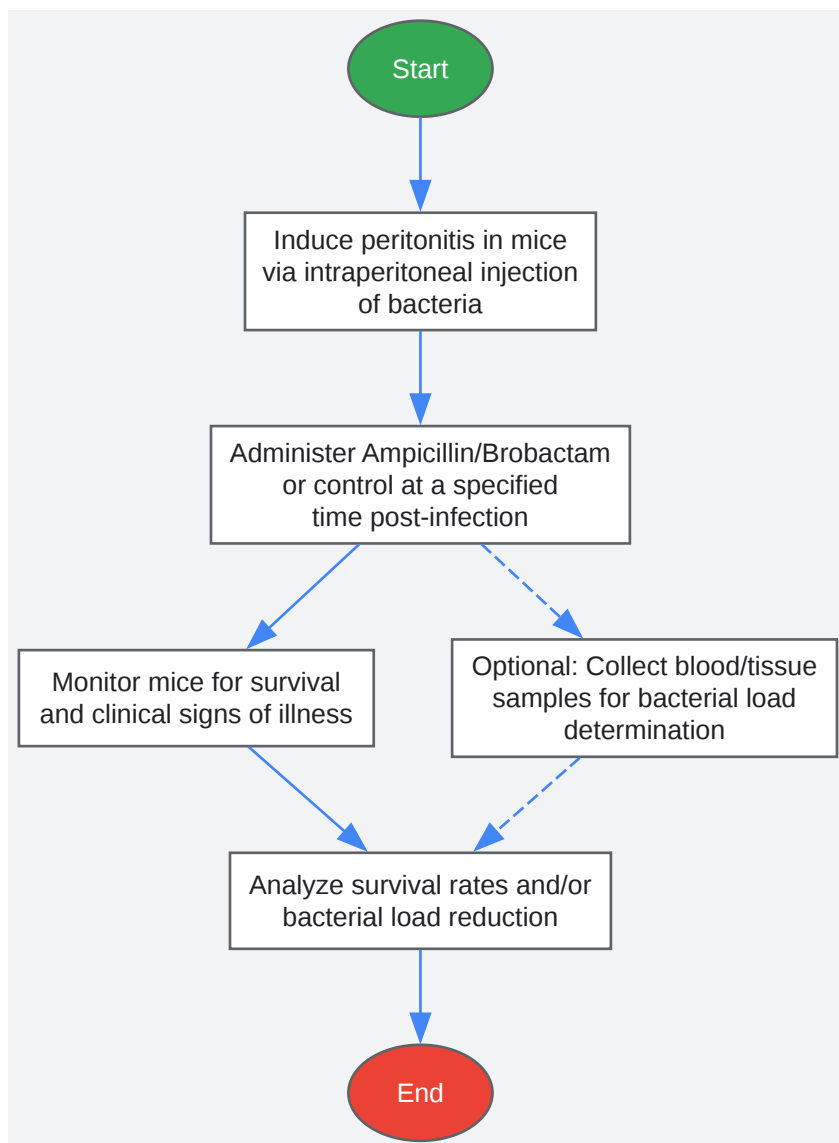 Start
Induce peritonitis in mice
via intraperitoneal injection
of bacteria
Administer Ampicillin/Brobactam
or control at a specified
time post-infection
Monitor mice for survival
and clinical signs of illness
Optional: Collect blood/tissue
samples for bacterial load
determination
Analyze survival rates and/or
bacterial load reduction
End